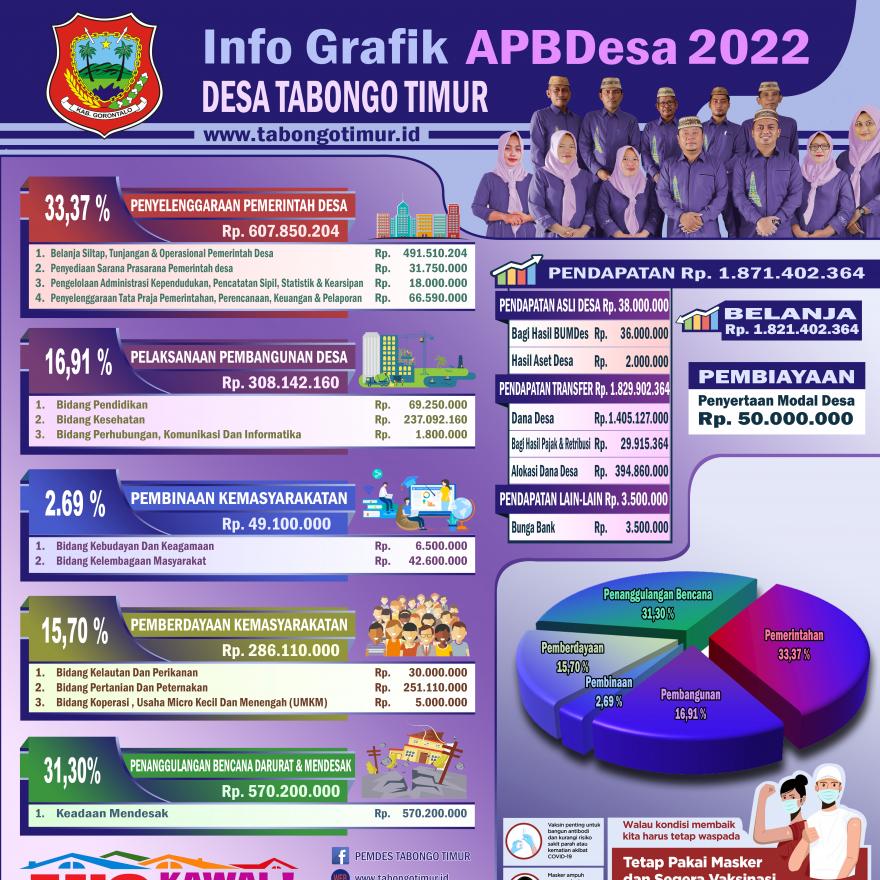 Info Grafik APBDesa 2022
DESA TABONGO TIMUR
www.tabongotimur.id
KAB. GORONTALO
33,37 % PENYELENGGARAAN PEMERINTAH DESA
Rp. 607.850.204
1. Belanja Siltap, Tunjangan & Operasional Pemerintah Desa Rp. 491.510.204
2. Penyediaan Sarana Prasarana Pemerintah desa Rp. 31.750.000
3. Pengelolaan Administrasi Kependudukan, Pencatatan Sipil, Statistik & Kearsipan Rp. 18.000.000
4. Penyelenggaraan Tata Praja Pemerintahan, Perencanaan, Keuangan & Pelaporan Rp. 66.590.000
16,91 % PELAKSANAAN PEMBANGUNAN DESA
Rp. 308.142.160
1. Bidang Pendidikan Rp. 69.250.000
2. Bidang Kesehatan Rp. 237.092.160
3. Bidang Perhubungan, Komunikasi Dan Informatika Rp. 1.800.000
2.69 % PEMBINAAN KEMASYARAKATAN
Rp. 49.100.000
1. Bidang Kebudayan Dan Keagamaan Rp. 6.500.000
2. Bidang Kelembagaan Masyarakat Rp. 42.600.000
15,70 % PEMBERDAYAAN KEMASYARAKATAN
Rp. 286.110.000
1. Bidang Kelautan Dan Perikanan Rp. 30.000.000
2. Bidang Pertanian Dan Peternakan Rp. 251.110.000
3. Bidang Koperasi , Usaha Micro Kecil Dan Menengah (UMKM) Rp. 5.000.000
31,30% PENANGGULANGAN BENCANA DARURAT & MENDESAK
Rp. 570.200.000
1. Keadaan Mendesak Rp. 570.200.000
PEMDES TABONGO TIMUR
WEB www.tabongotimur.id
KAWAL
PENDAPATAN Rp. 1.871.402.364
PENDAPATAN ASLI DESA Rp. 38.000.000
Bagi Hasil BUMDes Rp. 36.000.000
Hasil Aset Desa Rp. 2.000.000
PENDAPATAN TRANSFER Rp. 1.829.902.364
Dana Desa Rp.1.405.127.000
Bagi Hasil Pajak & Retribusi Rp. 29.915.364
Alokasi Dana Desa Rp. 394.860.000
PENDAPATAN LAIN-LAIN Rp. 3.500.000
Bunga Bank Rp. 3.500.000
BELANJA
Rp. 1.821.402.364
PEMBIAYAAN
Penyertaan Modal Desa
Rp. 50.000.000
Penanggulangan Bencana
31,30 %
Pemerintahan
33,37 %
Pemberdayaan
15,70 %
Pembinaan
2,69 %
Pembangunan
16,91 %
Vaksin penting untuk
bangun antibodi
dan kurangi risiko
sakit parah atau
kematian akibat
COVID-19
Masker ampuh
Walau kondisi membaik
kita harus tetap waspada
Tetap Pakai Masker
dan Segera Vaksinasi